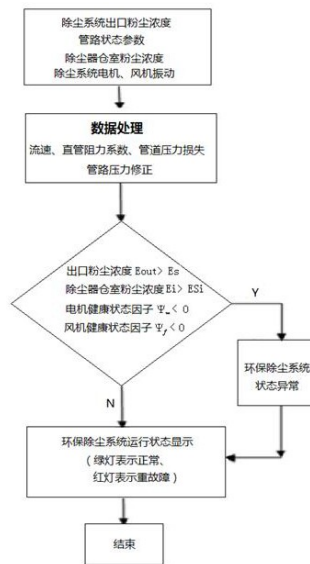 除尘系统出口粉尘浓度
管路状态参数
除尘器仓室粉尘浓度
除尘系统电机、风机振动
数据处理
流速、直管阻力系数、管道压力损失
管路压力修正
出口粉尘浓度 Eout> Es
除尘器仓室粉尘浓度 Ei> ESi
电机健康状态因子 Ψₘ< 0
风机健康状态因子 Ψf< 0
Y
环保除尘系统
状态异常
N
环保除尘系统运行状态显示
(绿灯表示正常、
红灯表示重故障)
结束